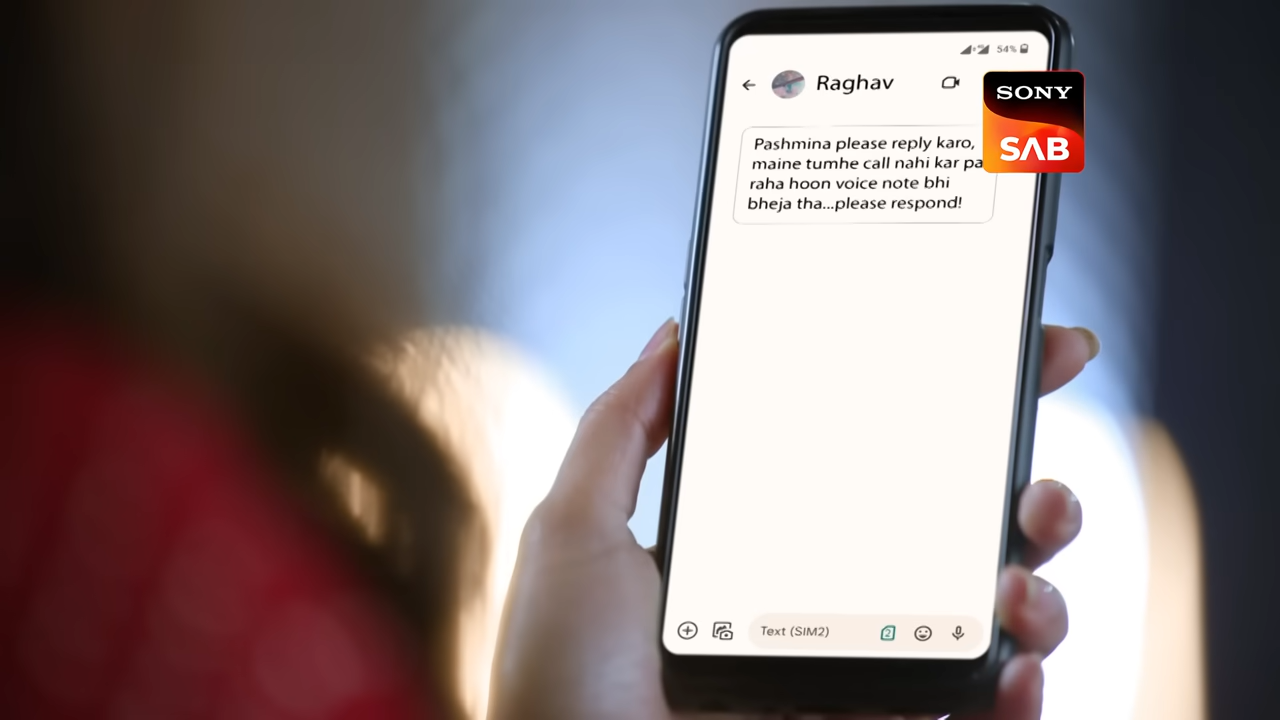 54%
Raghav
SONY
SAB
Pashmina please reply karo,
maine tumhe call nahi kar pa
raha hoon voice note bhi
bheja tha...please respond!
Text (SIM2)
2